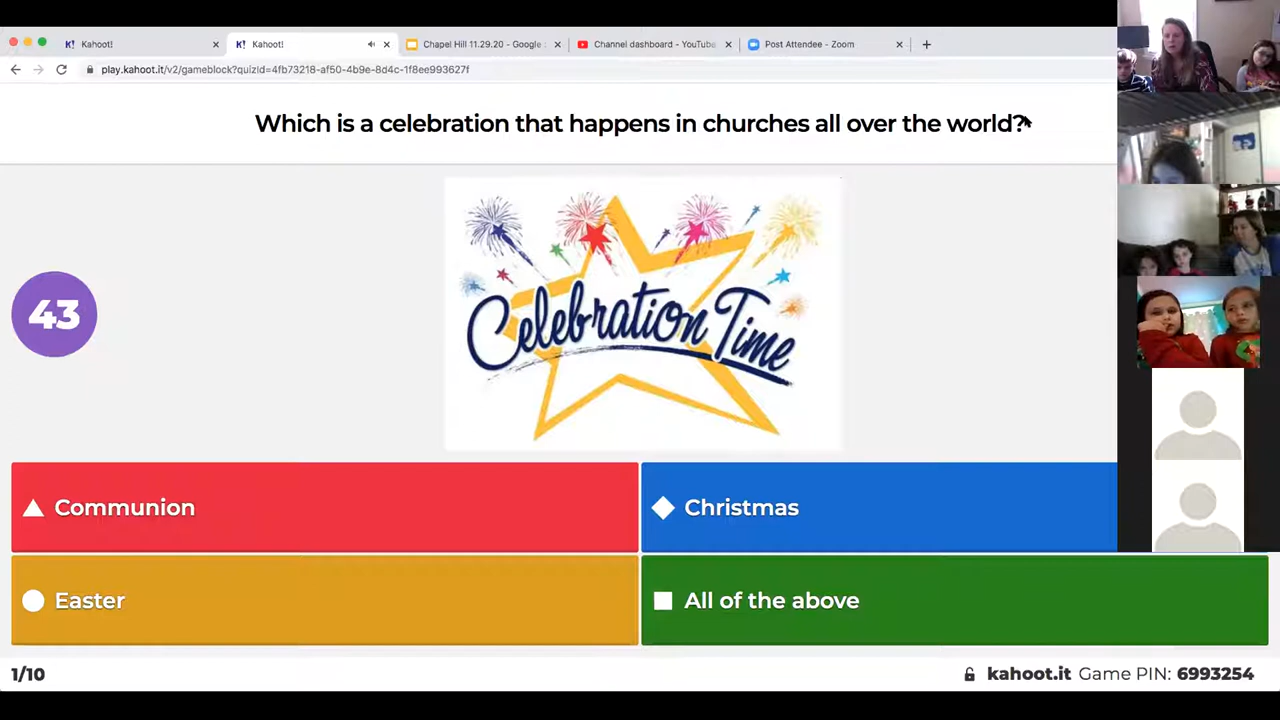 Kahoot!
Kahoot!
Chapel Hill 11.29.20 - Google
Channel dashboard - YouTube
Post Attendee - Zoom
play.kahoot.it/v2/gameblock?quizId=4fb73218-af50-4b9e-8d4c-1f8ee993627f
Which is a celebration that happens in churches all over the world?
43
Celebration Time
Communion
Christmas
Easter
All of the above
1/10
kahoot.it Game PIN: 6993254